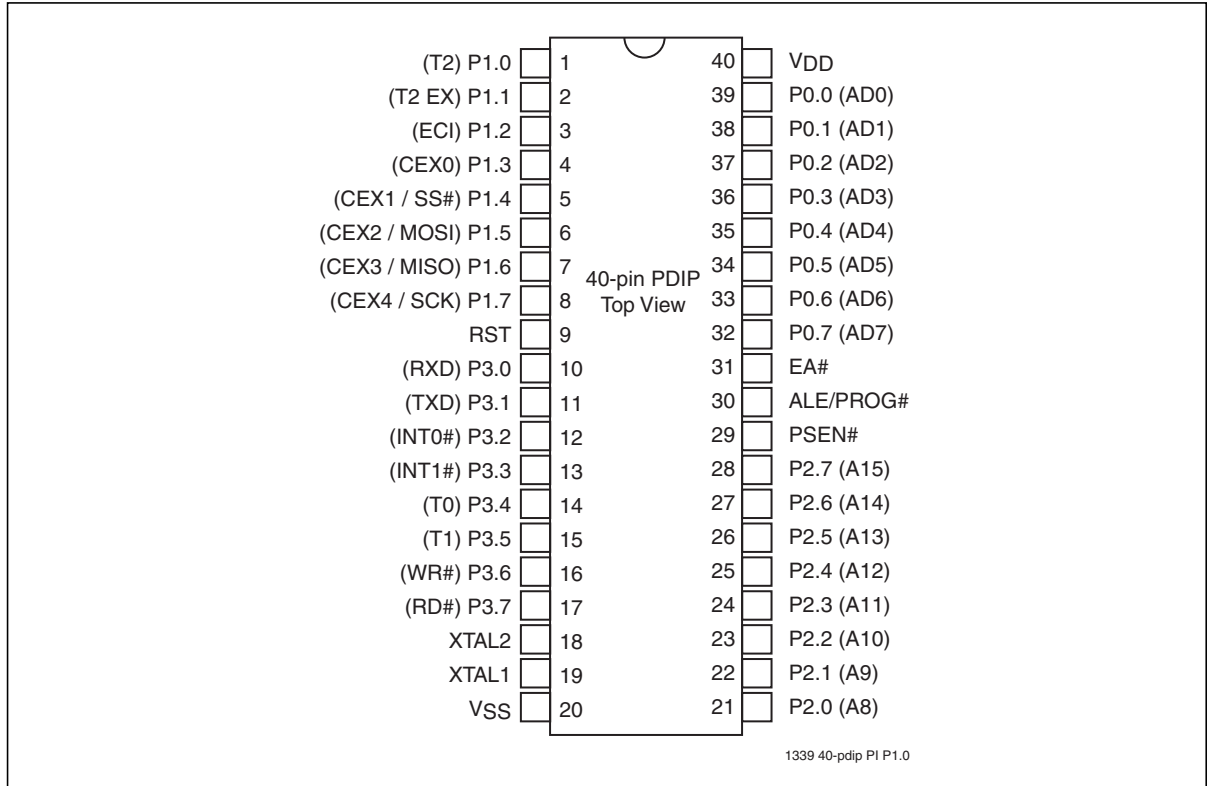 (T2) P1.0 1 40 VDD
(T2 EX) P1.1 2 39 P0.0 (AD0)
(ECI) P1.2 3 38 P0.1 (AD1)
(CEX0) P1.3 4 37 P0.2 (AD2)
(CEX1 / SS#) P1.4 5 36 P0.3 (AD3)
(CEX2 / MOSI) P1.5 6 35 P0.4 (AD4)
(CEX3 / MISO) P1.6 7 34 P0.5 (AD5)
40-pin PDIP
Top View
(CEX4 / SCK) P1.7 8 33 P0.6 (AD6)
RST 9 32 P0.7 (AD7)
(RXD) P3.0 10 31 EA#
(TXD) P3.1 11 30 ALE/PROG#
(INT0#) P3.2 12 29 PSEN#
(INT1#) P3.3 13 28 P2.7 (A15)
(T0) P3.4 14 27 P2.6 (A14)
(T1) P3.5 15 26 P2.5 (A13)
(WR#) P3.6 16 25 P2.4 (A12)
(RD#) P3.7 17 24 P2.3 (A11)
XTAL2 18 23 P2.2 (A10)
XTAL1 19 22 P2.1 (A9)
VSS 20 21 P2.0 (A8)
1339 40-pdip PI P1.0